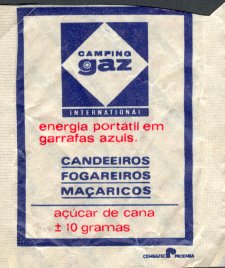 CAMPING
gaz
INTERNATIONAL
energia portátil em
garrafas azuis.
CANDEEIROS
FOGAREIROS
MAÇARICOS
açúcar de cana
± 10 gramas